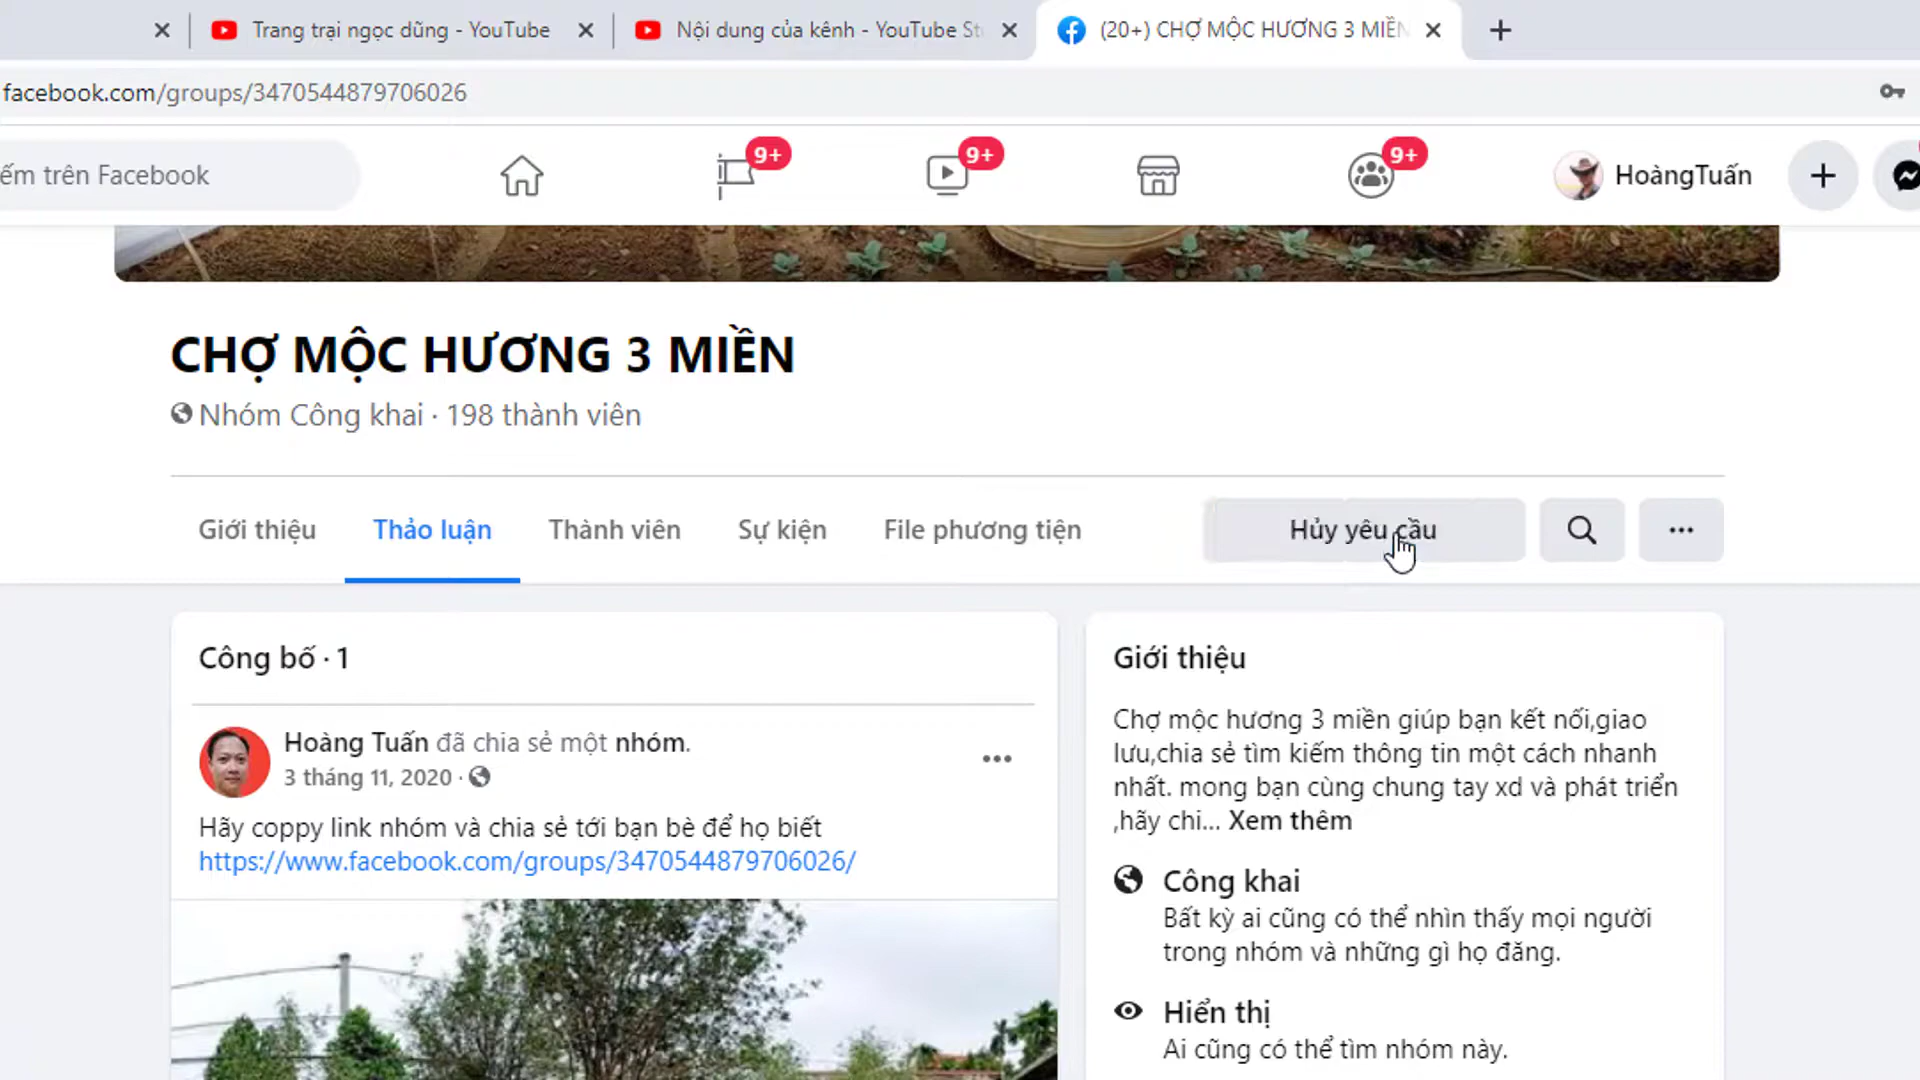 Trang trại ngọc dũng - YouTube
Nội dung của kênh - YouTube St
(20+) CHỢ MỘC HƯƠNG 3 MIỀN
facebook.com/groups/3470544879706026
ếm trên Facebook
9+
9+
9+
HoàngTuấn
CHỢ MỘC HƯƠNG 3 MIỀN
Nhóm Công khai · 198 thành viên
Giới thiệu
Thảo luận
Thành viên
Sự kiện
File phương tiện
Hủy yêu cầu
Công bố · 1
Hoàng Tuấn đã chia sẻ một nhóm.
3 tháng 11, 2020 ·
Hãy coppy link nhóm và chia sẻ tới bạn bè để họ biết
https://www.facebook.com/groups/3470544879706026/
Giới thiệu
Chợ mộc hương 3 miền giúp bạn kết nối,giao
lưu,chia sẻ tìm kiếm thông tin một cách nhanh
nhất. mong bạn cùng chung tay xd và phát triển
,hãy chi... Xem thêm
Công khai
Bất kỳ ai cũng có thể nhìn thấy mọi người
trong nhóm và những gì họ đăng.
Hiển thị
Ai cũng có thể tìm nhóm này.